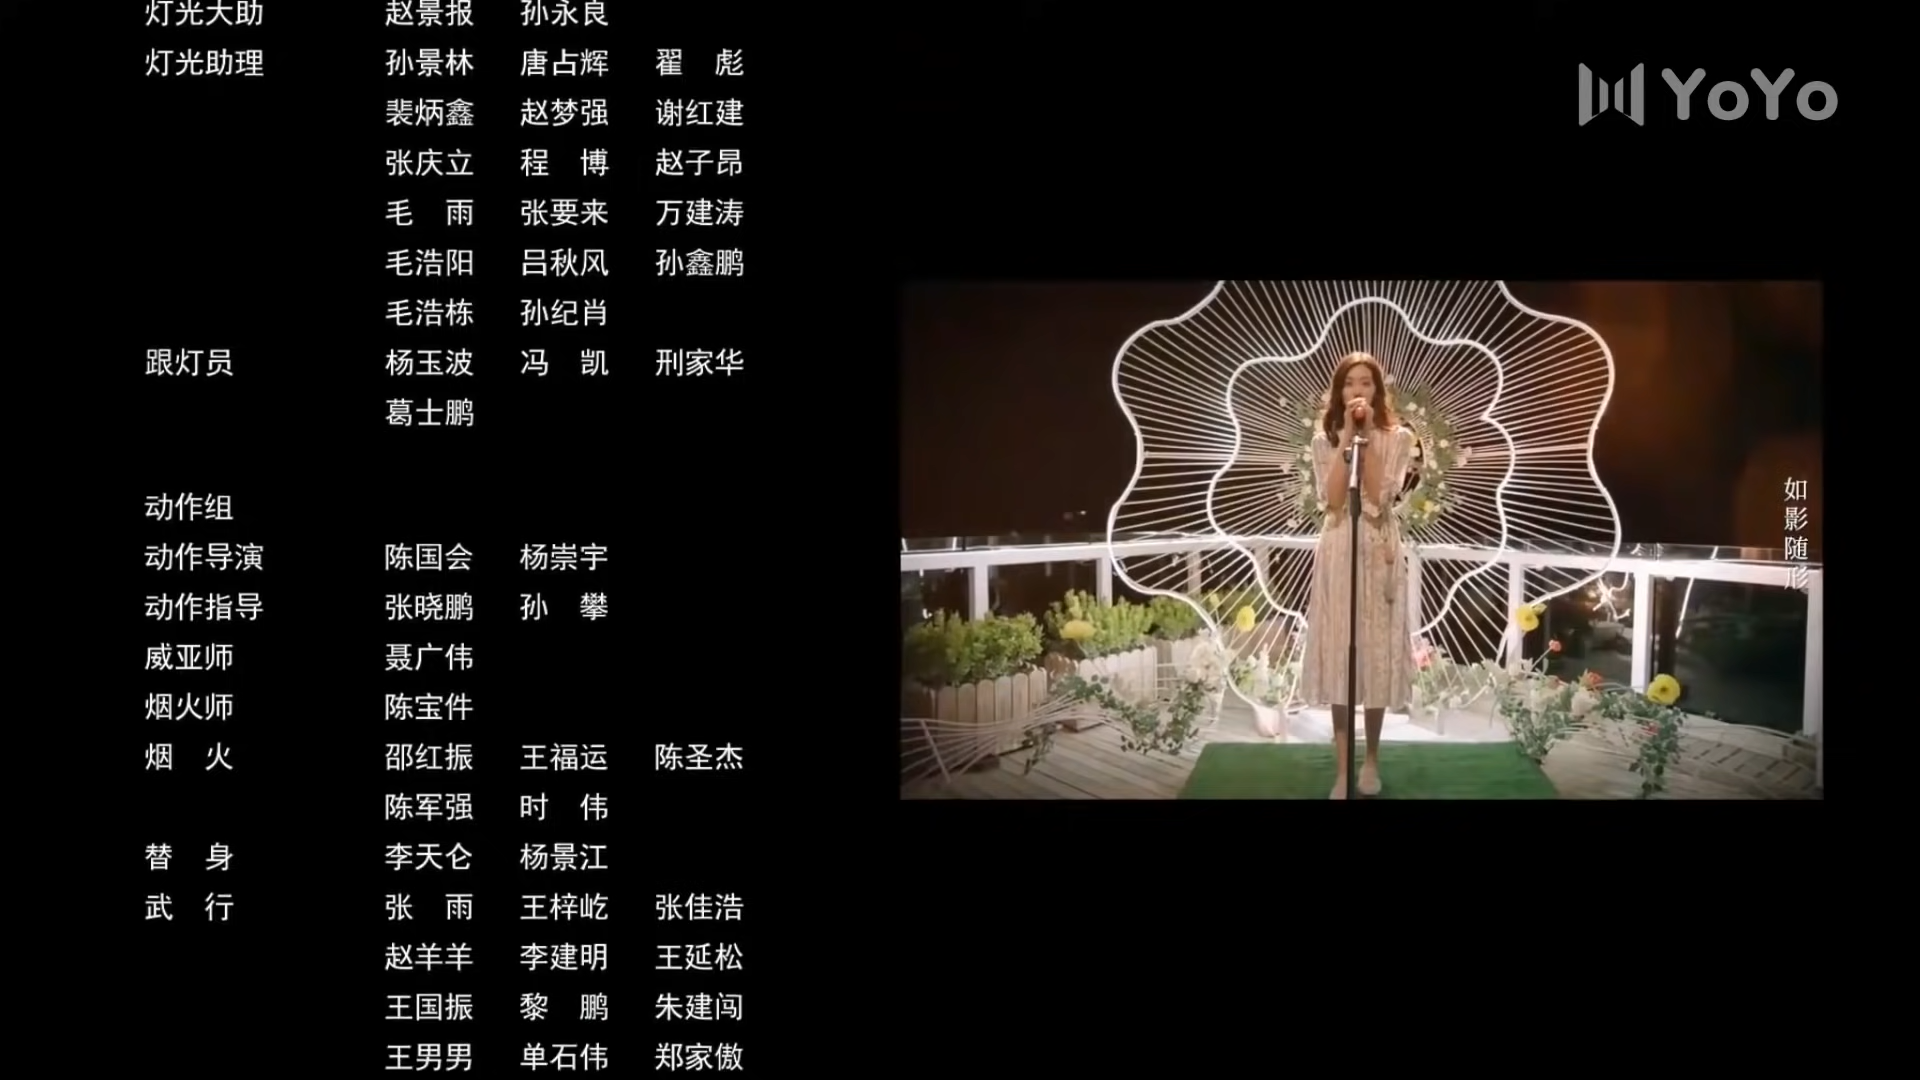 灯光大助 赵景报 孙永良
灯光助理 孙景林 唐占辉 翟 彪
裴炳鑫 赵梦强 谢红建
张庆立 程 博 赵子昂
毛 雨 张要来 万建涛
毛浩阳 吕秋风 孙鑫鹏
毛浩栋 孙纪肖
跟灯员 杨玉波 冯 凯 刑家华
葛士鹏
动作组
动作导演 陈国会 杨崇宇
动作指导 张晓鹏 孙 攀
威亚师 聂广伟
烟火师 陈宝件
烟 火 邵红振 王福运 陈圣杰
陈军强 时 伟
替 身 李天仑 杨景江
武 行 张 雨 王梓屹 张佳浩
赵羊羊 李建明 王延松
王国振 黎 鹏 朱建闯
王男男 单石伟 郑家傲
YoYo
如影随形